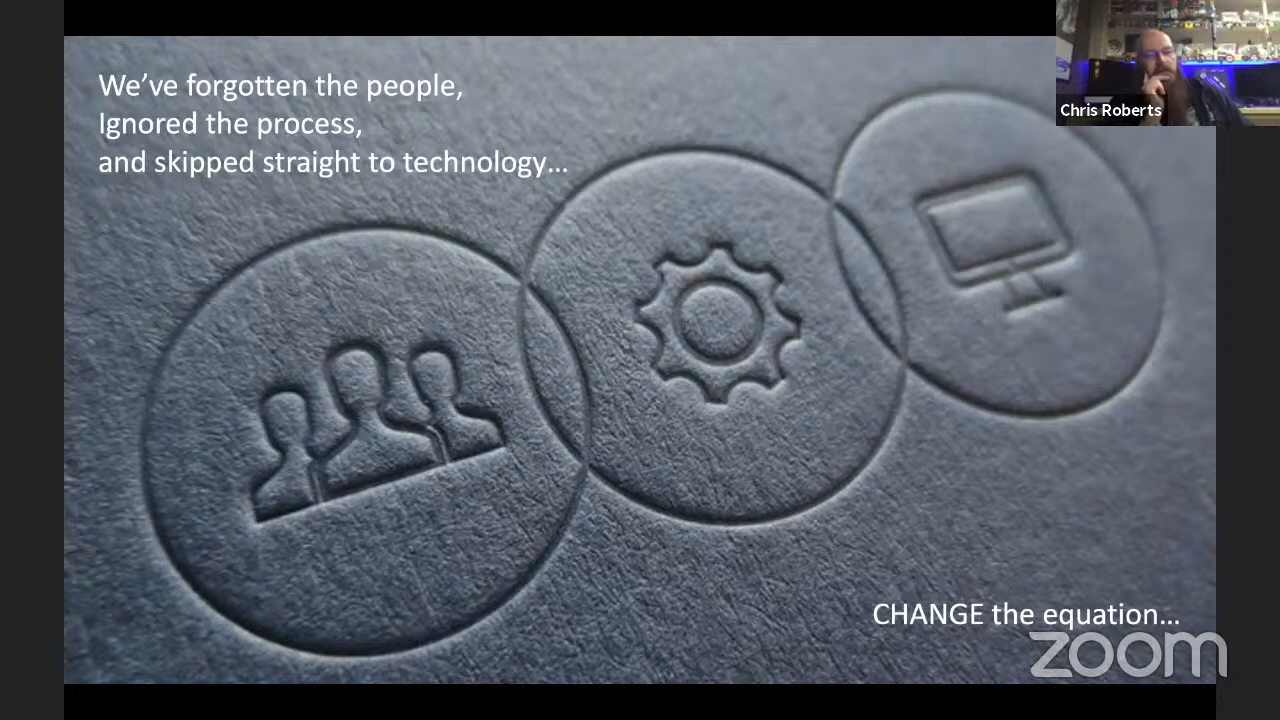 We've forgotten the people,
Ignored the process,
and skipped straight to technology...
Chris Roberts
CHANGE the equation...
zoom